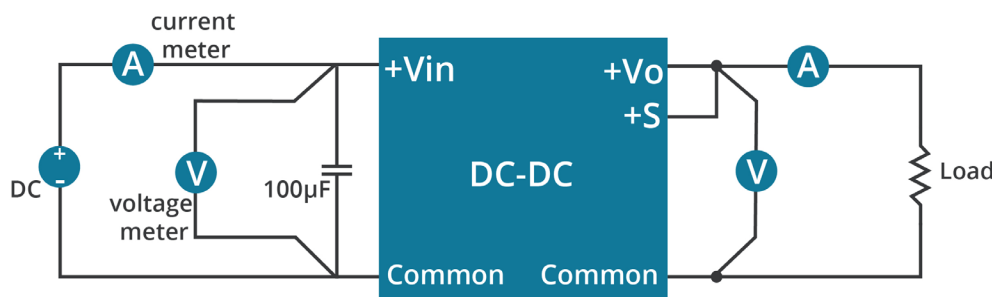 current
meter
A
+Vin
+Vo
A
+S
+
-
DC
V
voltage
meter
100µF
DC-DC
V
Load
Common
Common